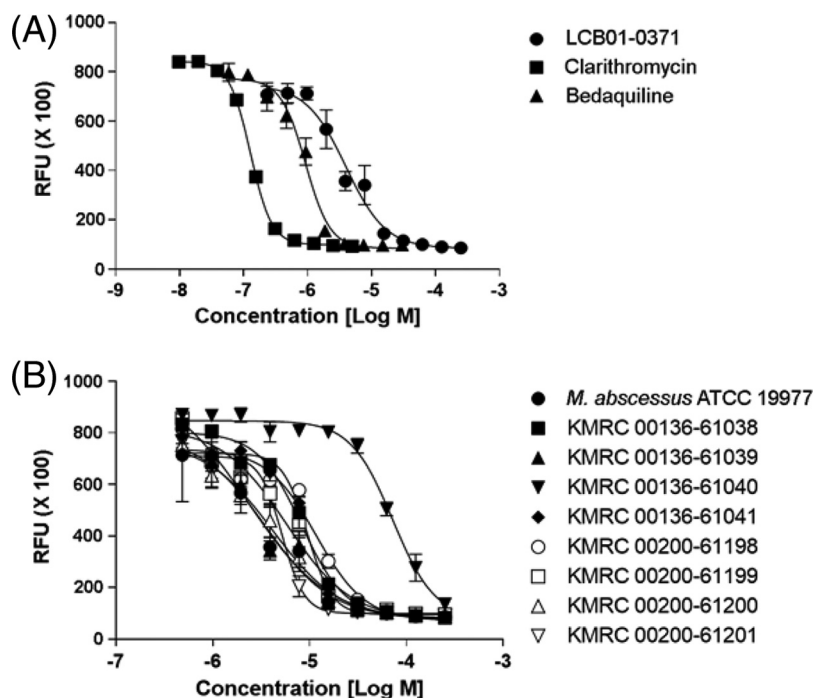 (A)
1000
800
600
400
200
0
RFU (X 100)
-9 -8 -7 -6 -5 -4 -3
Concentration [Log M]
LCB01-0371
Clarithromycin
Bedaquiline
(B)
1000
800
600
400
200
0
RFU (X 100)
-7 -6 -5 -4 -3
Concentration [Log M]
M. abscessus ATCC 19977
KMRC 00136-61038
KMRC 00136-61039
KMRC 00136-61040
KMRC 00136-61041
KMRC 00200-61198
KMRC 00200-61199
KMRC 00200-61200
KMRC 00200-61201